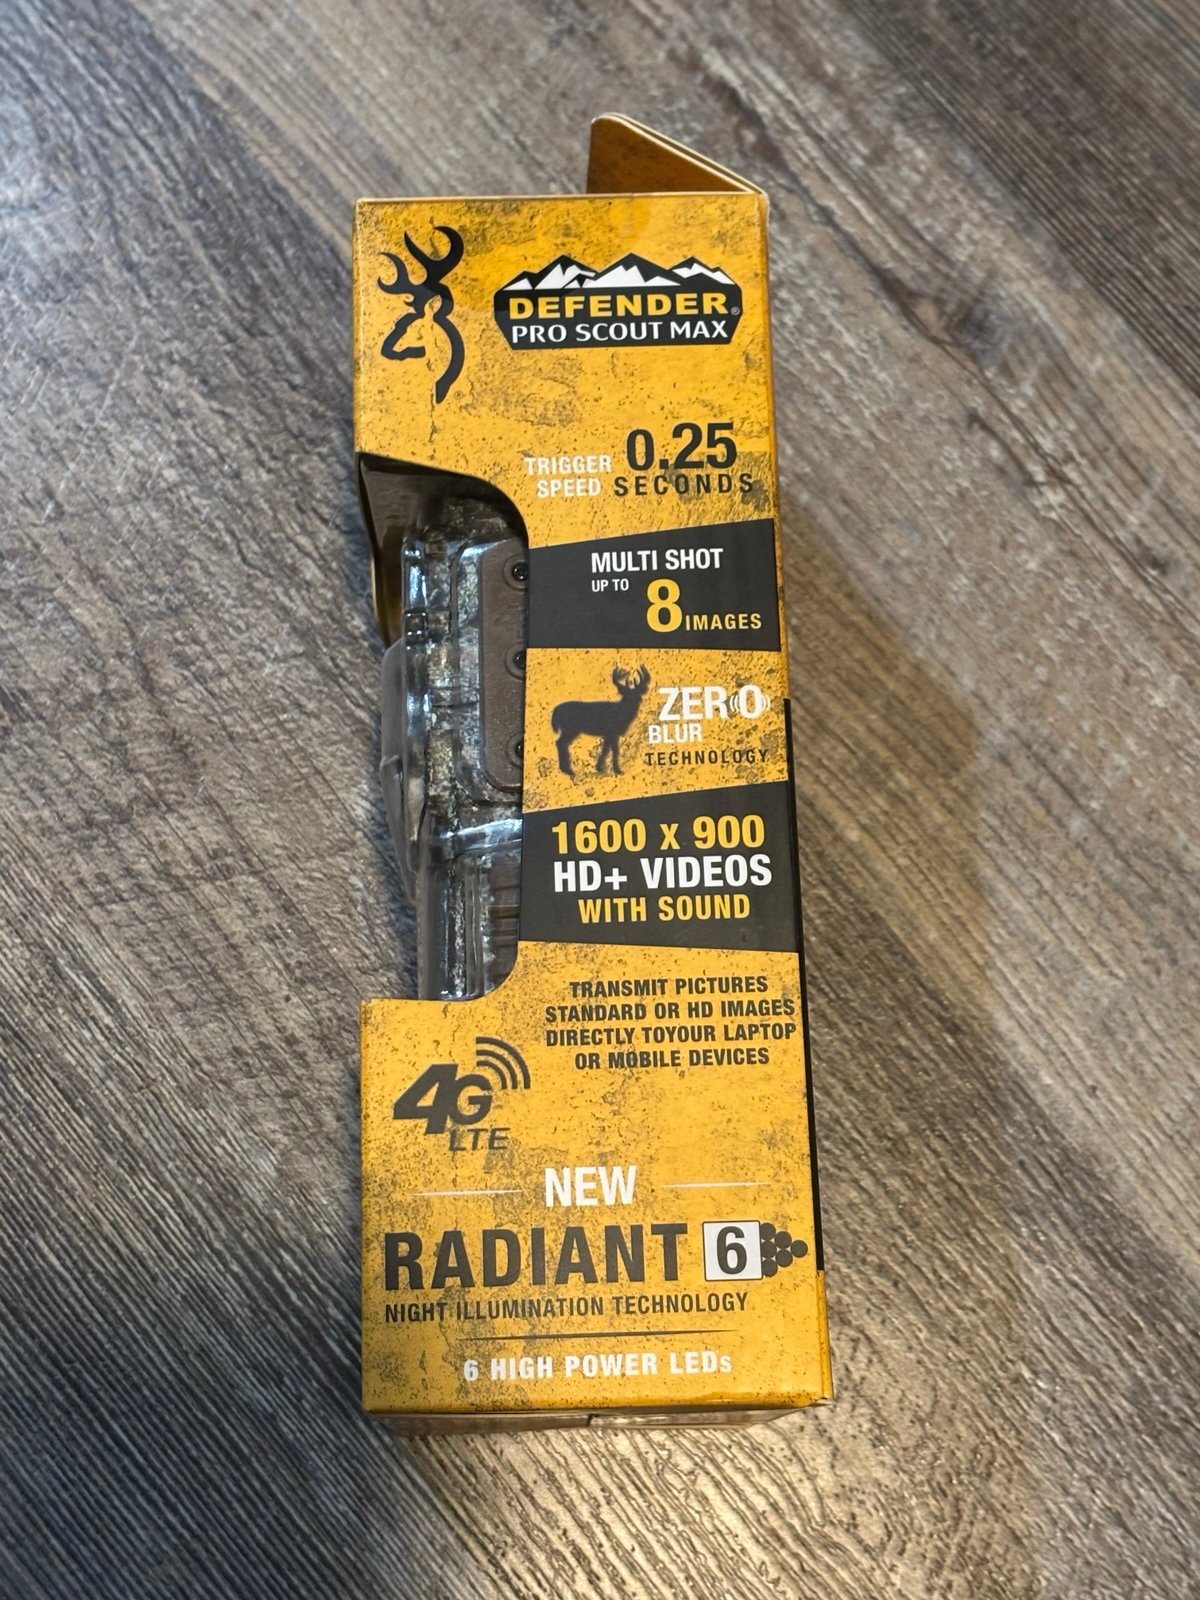 DEFENDER®
PRO SCOUT MAX
TRIGGER SPEED 0.25 SECONDS
MULTI SHOT
UP TO 8 IMAGES
ZERO
BLUR
TECHNOLOGY
1600 x 900
HD+ VIDEOS
WITH SOUND
TRANSMIT PICTURES
STANDARD OR HD IMAGES
DIRECTLY TOYOUR LAPTOP
OR MOBILE DEVICES
4G
LTE
NEW
RADIANT 6
NIGHT ILLUMINATION TECHNOLOGY
6 HIGH POWER LEDs